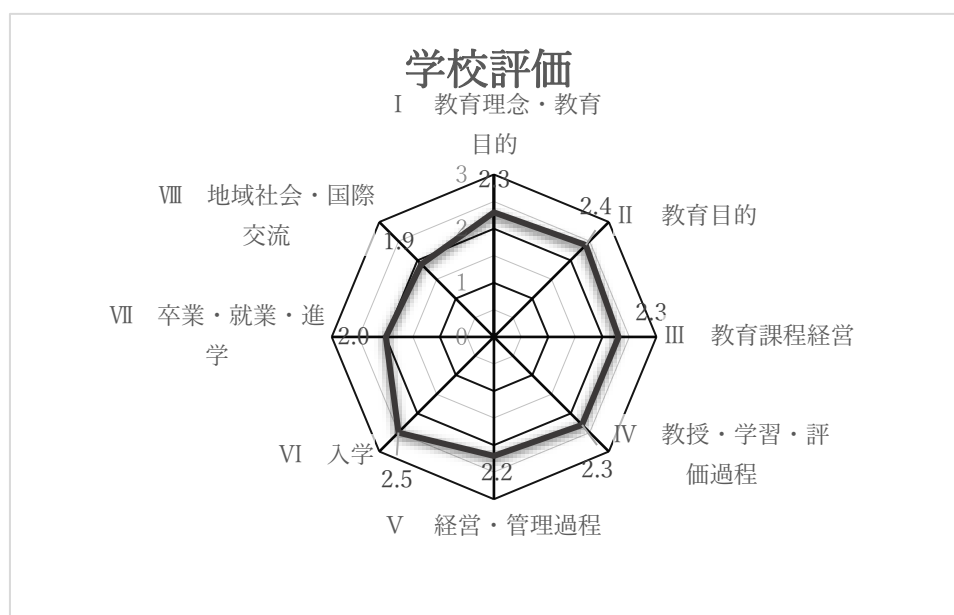 学校評価
Ⅰ 教育理念・教育
目的
3
2.3
Ⅷ 地域社会・国際
交流
2.4
Ⅱ 教育目的
2
1.9
1
2.3
Ⅶ 卒業・就業・進
学
2.0
0
Ⅲ 教育課程経営
Ⅳ 教授・学習・評
価過程
Ⅵ 入学
2.5
2.2
2.3
Ⅴ 経営・管理過程